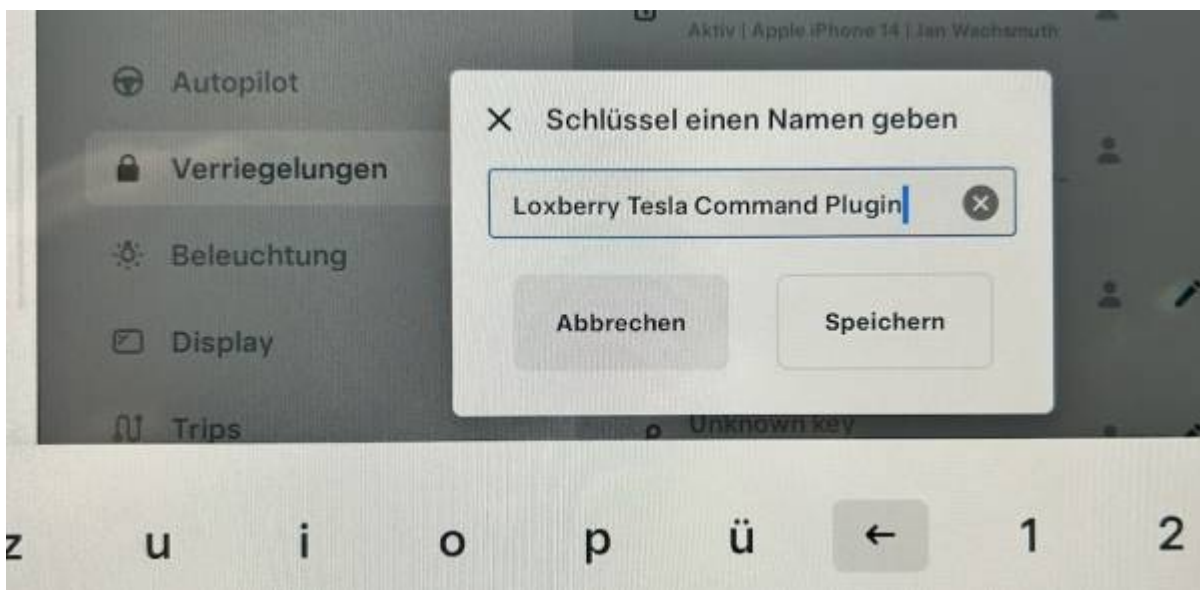 Aktiv | Apple iPhone 14 | Jan Wachsmuth
Autopilot
Schlüssel einen Namen geben
Verriegelungen
Loxberry Tesla Command Plugin
Beleuchtung
Abbrechen
Speichern
Display
Trips
Unknown key
z u i o p ü ← 1 2